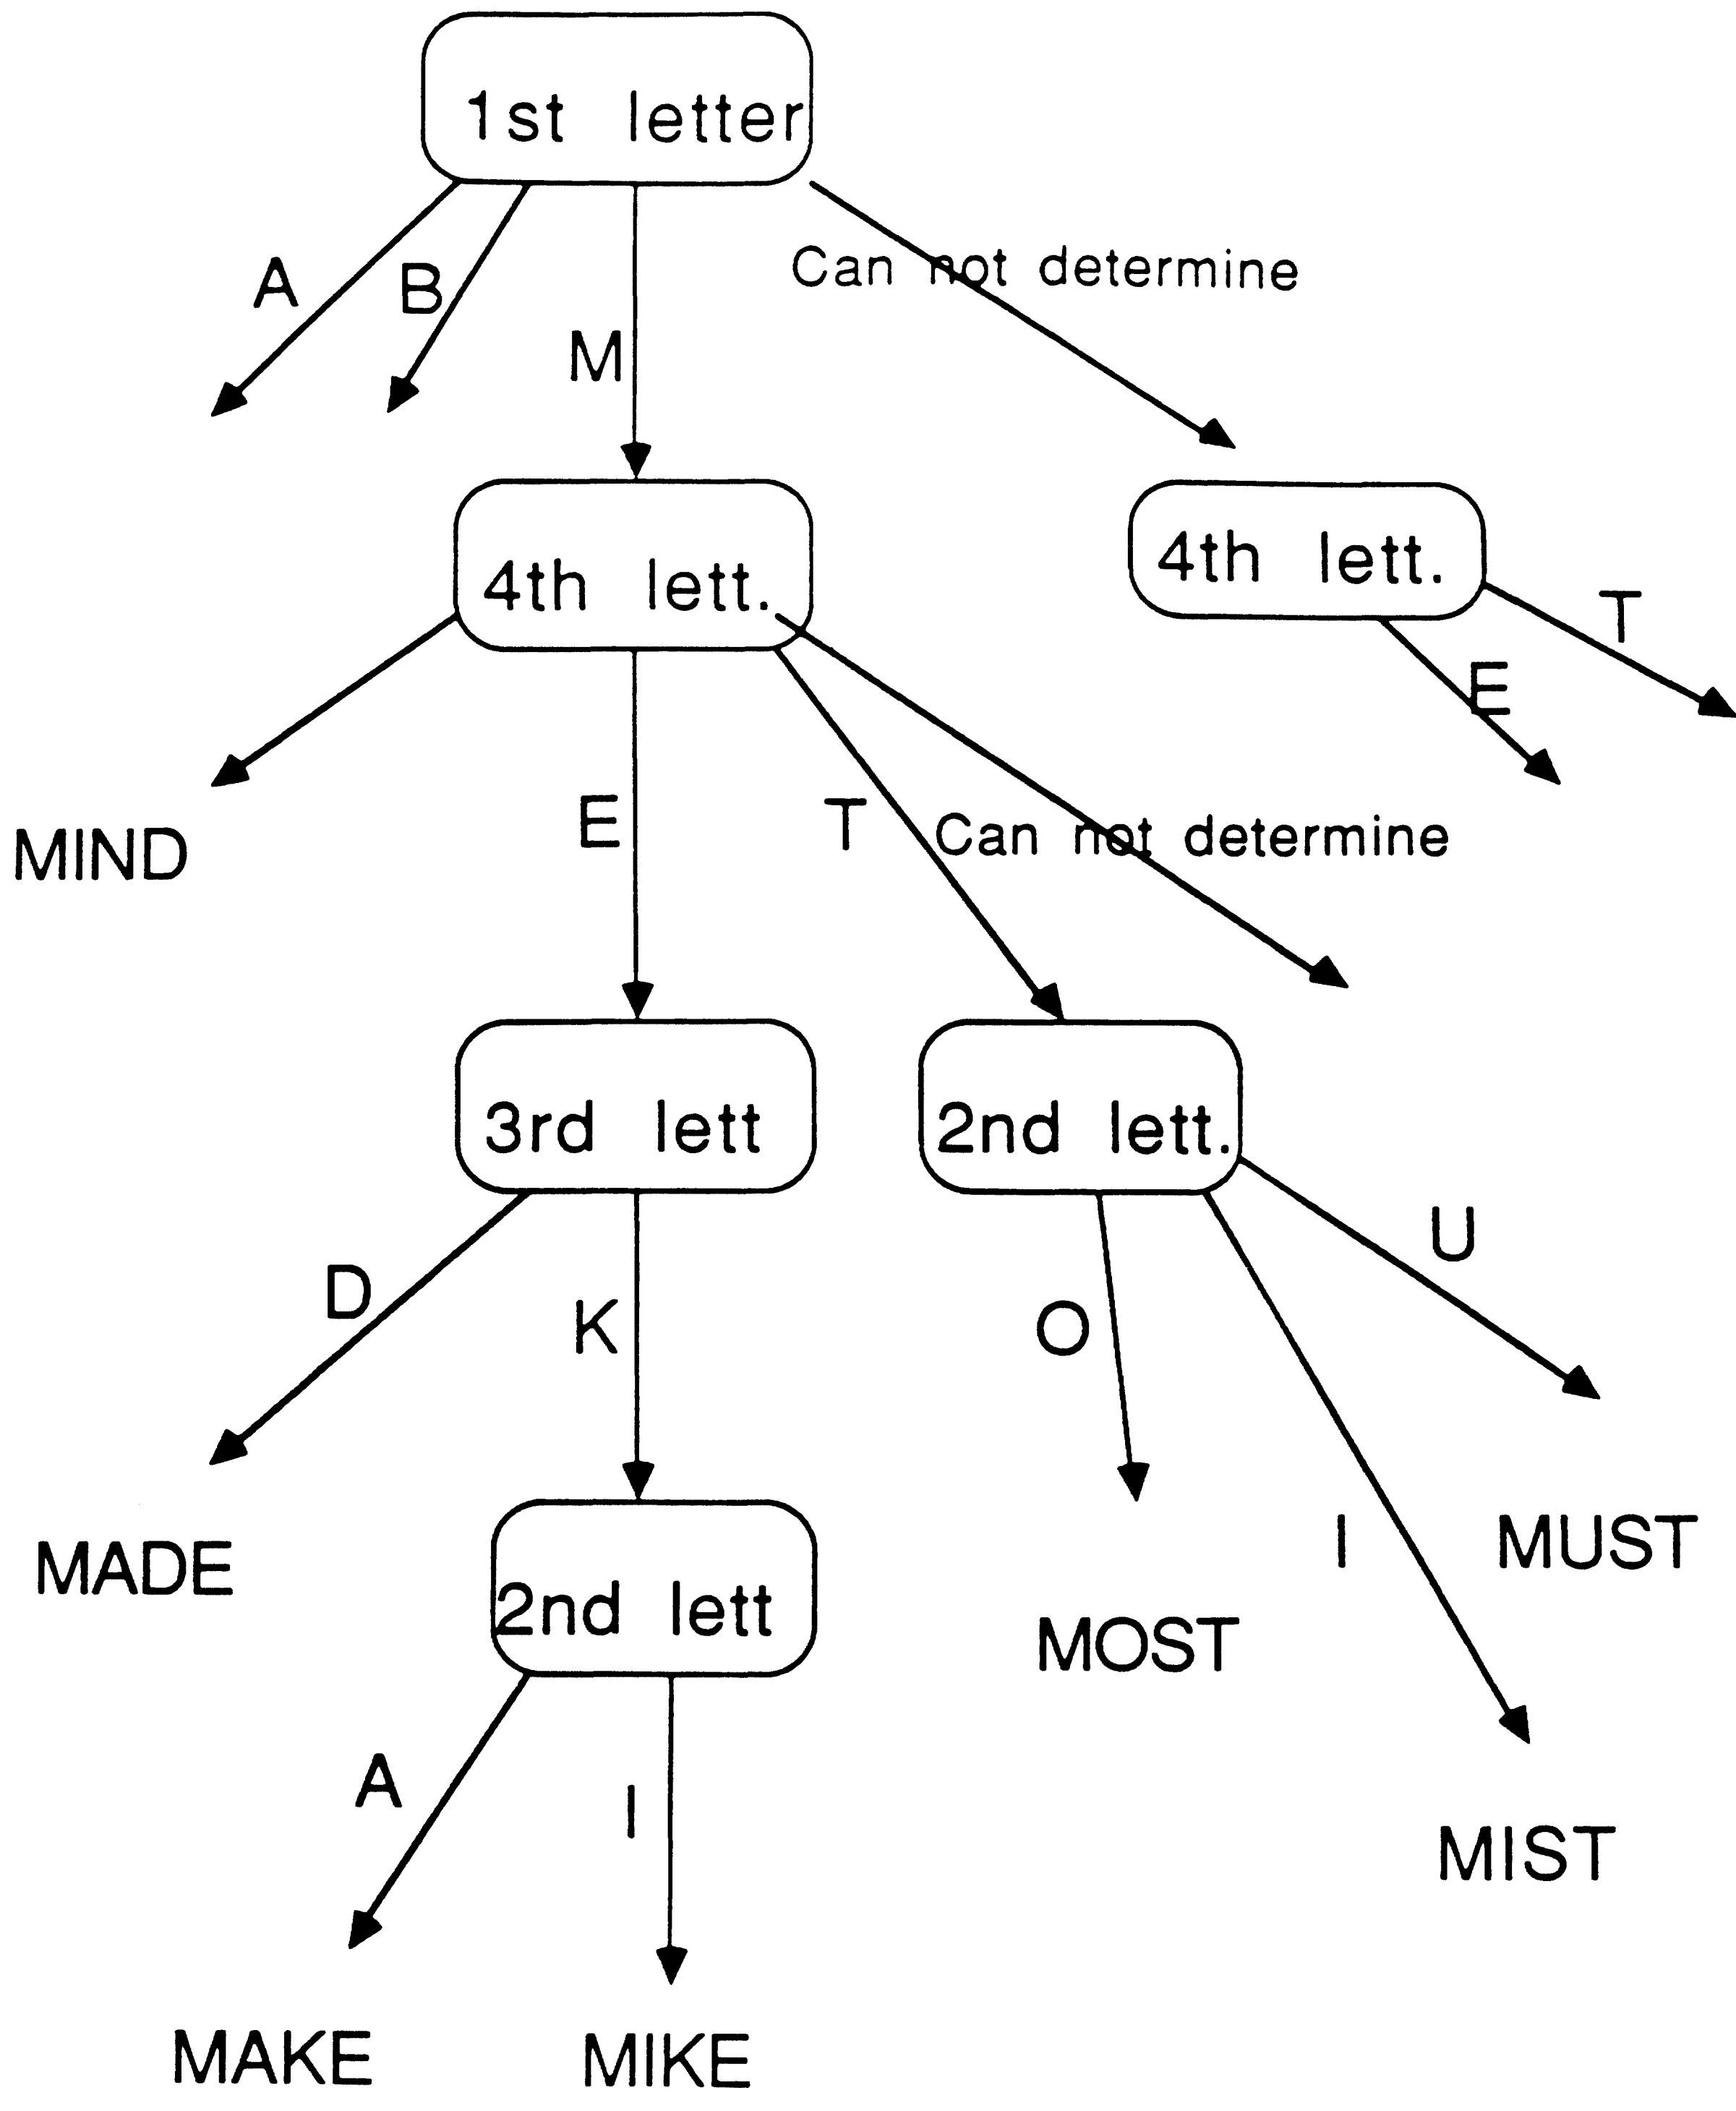 1st letter
A
B
M
Can not determine
4th lett.
4th lett.
T
E
MIND
E
T
Can not determine
3rd lett
2nd lett.
D
K
O
U
I
MADE
MOST
MUST
2nd lett
MIST
A
I
MAKE
MIKE